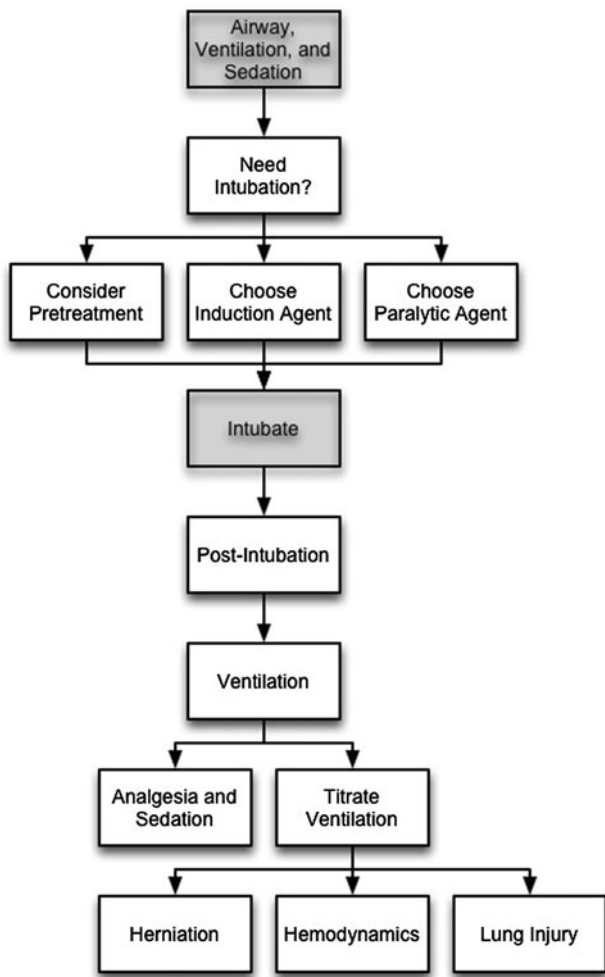 Airway,
Ventilation, and
Sedation
Need
Intubation?
Consider
Pretreatment
Choose
Induction Agent
Choose
Paralytic Agent
Intubate
Post-Intubation
Ventilation
Analgesia and
Sedation
Titrate
Ventilation
Herniation
Hemodynamics
Lung Injury